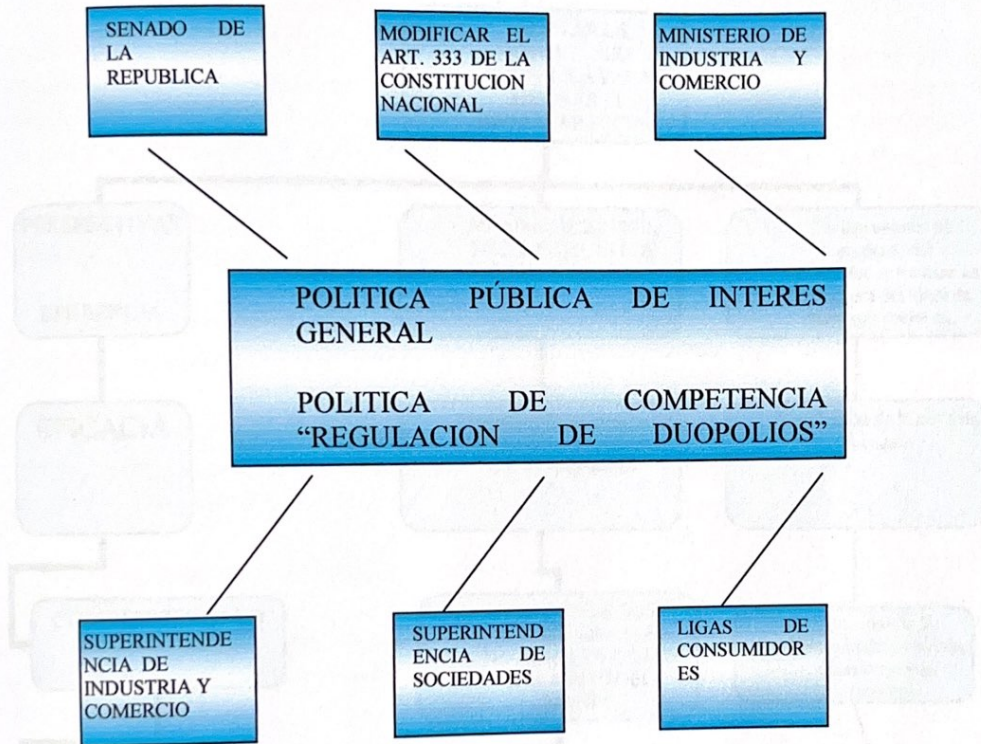 SENADO DE
LA
REPUBLICA
MODIFICAR EL
ART. 333 DE LA
CONSTITUCION
NACIONAL
MINISTERIO DE
INDUSTRIA Y
COMERCIO
POLITICA PÚBLICA DE INTERES
GENERAL
POLITICA DE COMPETENCIA
“REGULACION DE DUOPOLIOS”
SUPERINTENDE
NCIA DE
INDUSTRIA Y
COMERCIO
SUPERINTEND
ENCIA DE
SOCIEDADES
LIGAS DE
CONSUMIDOR
ES